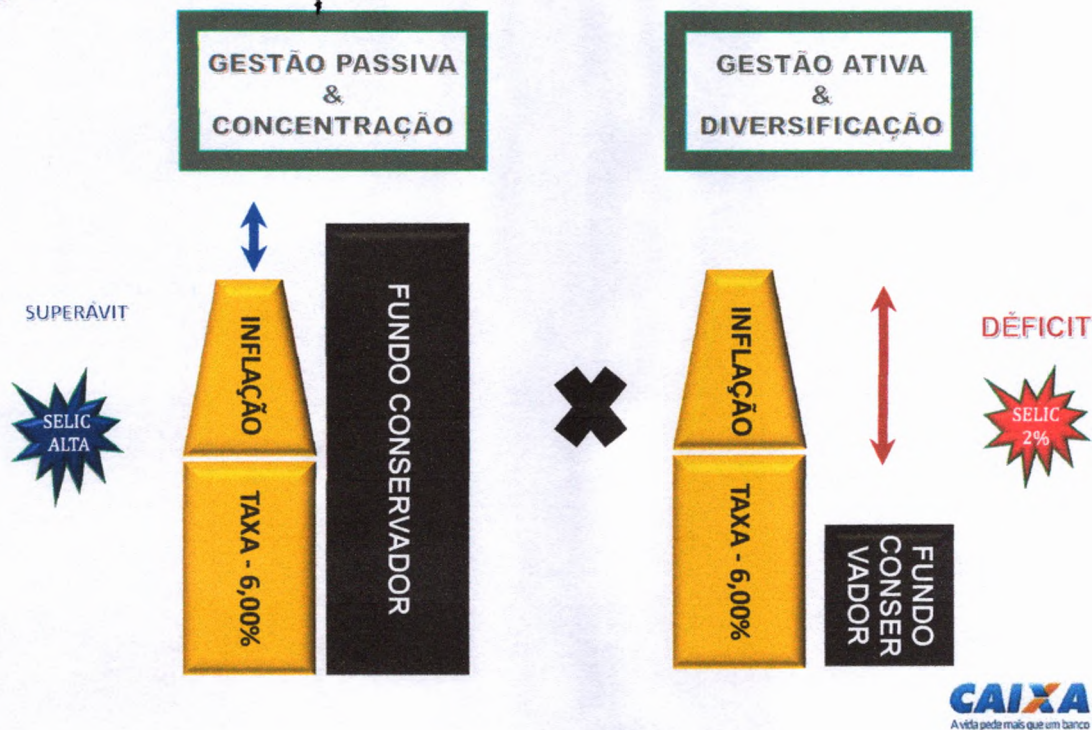 GESTÃO PASSIVA
&
CONCENTRAÇÃO
GESTÃO ATIVA
&
DIVERSIFICAÇÃO
SUPERÁVIT
SELIC
ALTA
INFLAÇÃO
TAXA - 6,00%
FUNDO CONSERVADOR
INFLAÇÃO
TAXA - 6,00%
FUNDO
CONSER
VADOR
DÉFICIT
SELIC
2%
CAIXA
A vida pede mais que um banco